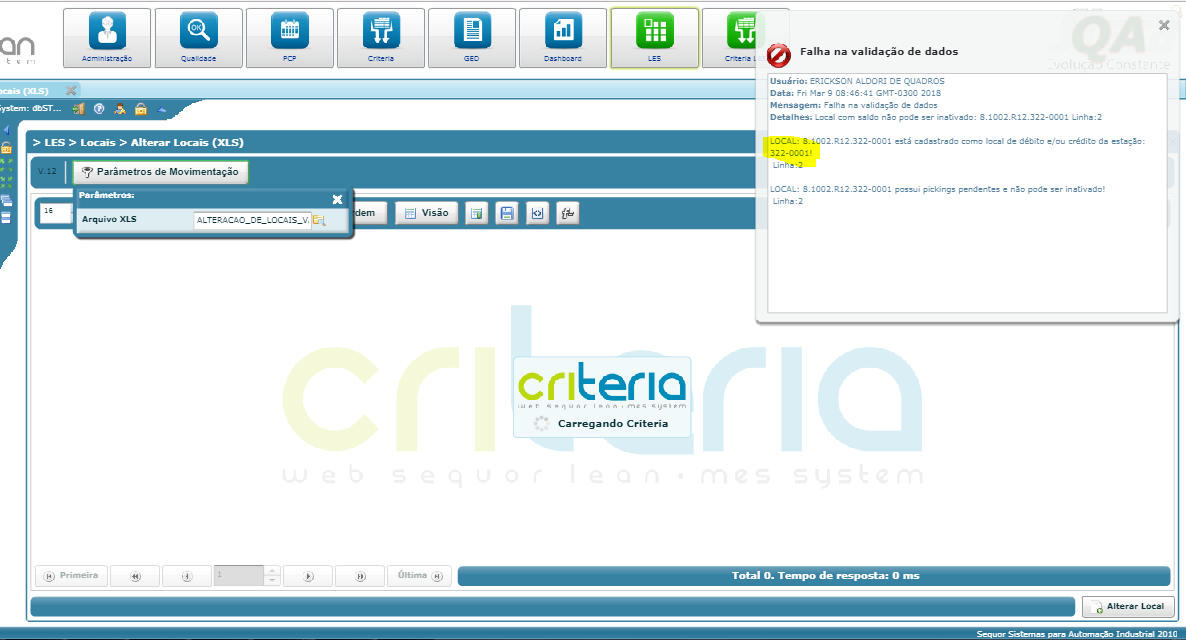 an
tem
Administração
Qualidade
PCP
Criteria
GED
Dashboard
LES
Criteria L
QA
Evolução Constante
Falha na validação de dados
Usuário: ERICKSON ALDORI DE QUADROS
Data: Fri Mar 9 08:46:41 GMT-0300 2018
Mensagem: Falha na validação de dados
Detalhes: Local com saldo não pode ser inativado: 8.1002.R12.322-0001 Linha:2
LOCAL: 8.1002.R12.322-0001 está cadastrado como local de débito e/ou crédito da estação:
322-0001!
Linha:2
LOCAL: 8.1002.R12.322-0001 possui pickings pendentes e não pode ser inativado!
Linha:2
ocais (XLS)
ystem: dbST...
> LES > Locais > Alterar Locais (XLS)
V.12
Parâmetros de Movimentação
Parâmetros:
Arquivo XLS
ALTERACAO_DE_LOCAIS_V.
16
dem
Visão
criteria
web sequor lean · mes system
criteria
web sequor lean · mes system
Carregando Criteria
Primeira
1
Última
Total 0. Tempo de resposta: 0 ms
Alterar Local
Sequor Sistemas para Automação Industrial 2010